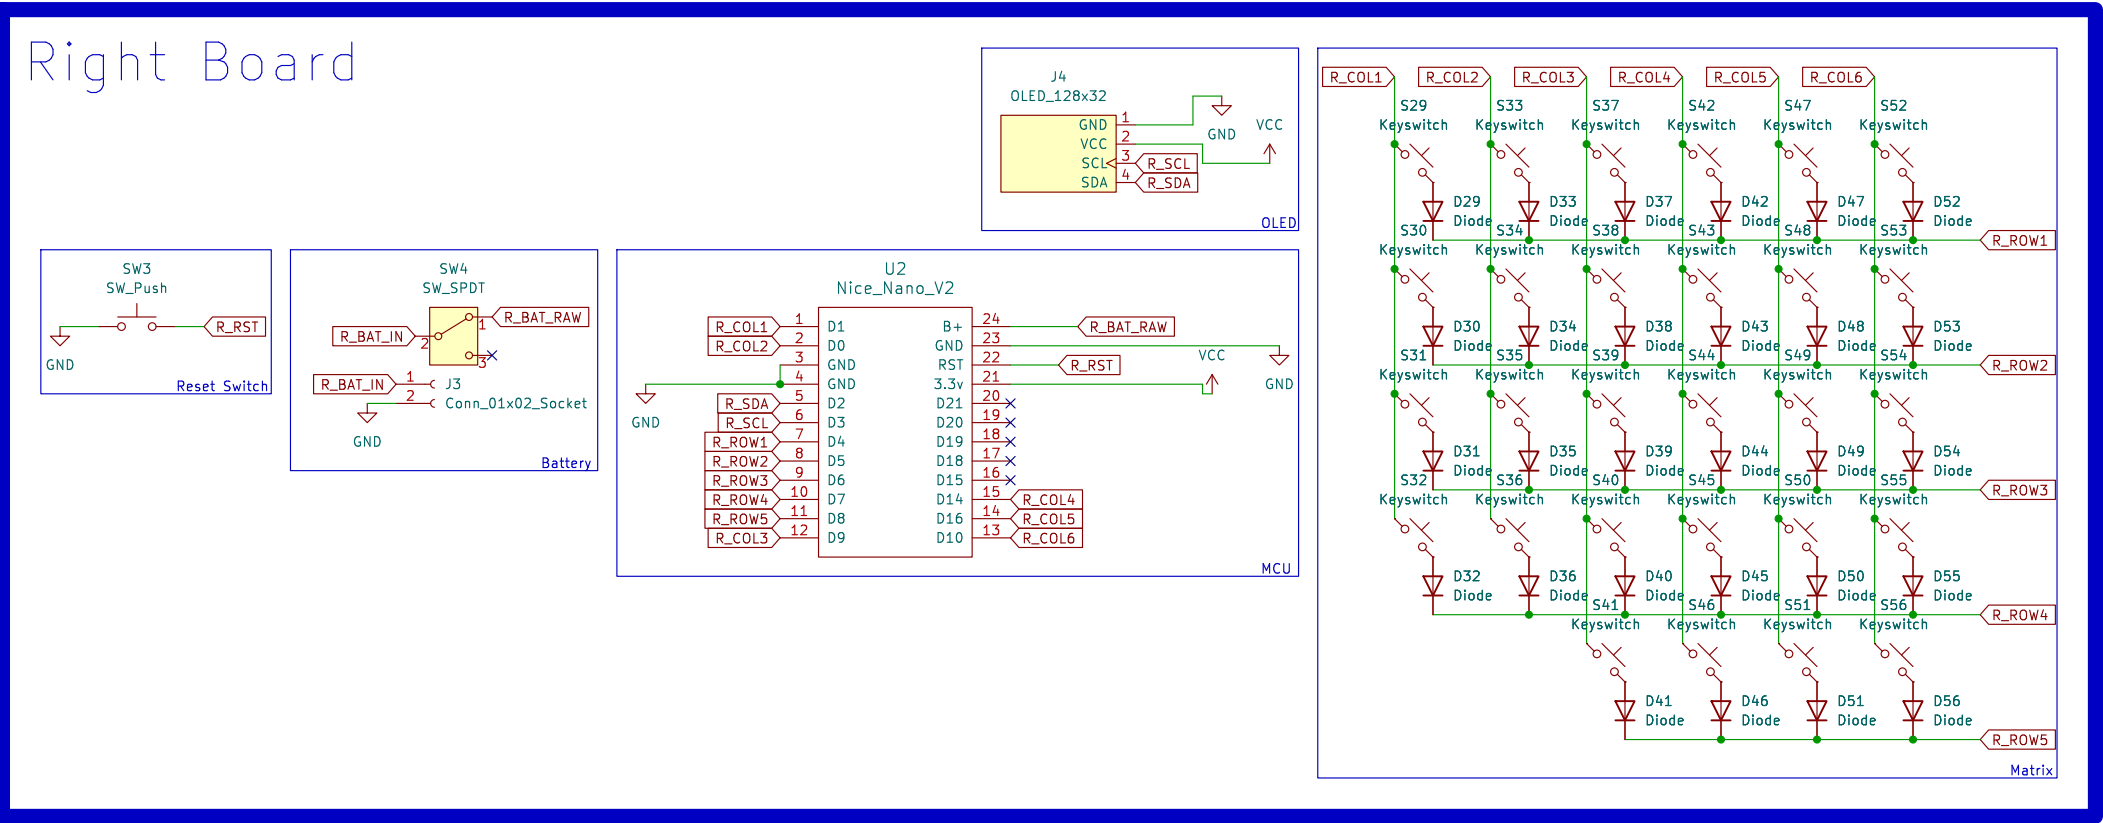 Right Board
SW3
SW_Push
GND
R_RST
Reset Switch
SW4
SW_SPDT
R_BAT_IN
2
1
3
R_BAT_RAW
R_BAT_IN
1
2
J3
Conn_01x02_Socket
GND
Battery
J4
OLED_128x32
GND 1
VCC 2
SCL 3 R_SCL
SDA 4 R_SDA
GND
VCC
OLED
U2
Nice_Nano_V2
R_COL1 1 D1 B+ 24 R_BAT_RAW
R_COL2 2 D0 GND 23
3 GND RST 22 R_RST
4 GND 3.3v 21
R_SDA 5 D2 D21 20
R_SCL 6 D3 D20 19
R_ROW1 7 D4 D19 18
R_ROW2 8 D5 D18 17
R_ROW3 9 D6 D15 16
R_ROW4 10 D7 D14 15 R_COL4
R_ROW5 11 D8 D16 14 R_COL5
R_COL3 12 D9 D10 13 R_COL6
GND
VCC
GND
MCU
R_COL1 R_COL2 R_COL3 R_COL4 R_COL5 R_COL6
S29 S33 S37 S42 S47 S52
Keyswitch Keyswitch Keyswitch Keyswitch Keyswitch Keyswitch
D29 D33 D37 D42 D47 D52
Diode Diode Diode Diode Diode Diode
S30 S34 S38 S43 S48 S53
R_ROW1
Keyswitch Keyswitch Keyswitch Keyswitch Keyswitch Keyswitch
D30 D34 D38 D43 D48 D53
Diode Diode Diode Diode Diode Diode
S31 S35 S39 S44 S49 S54
R_ROW2
Keyswitch Keyswitch Keyswitch Keyswitch Keyswitch Keyswitch
D31 D35 D39 D44 D49 D54
Diode Diode Diode Diode Diode Diode
S32 S36 S40 S45 S50 S55
R_ROW3
Keyswitch Keyswitch Keyswitch Keyswitch Keyswitch Keyswitch
D32 D36 D40 D45 D50 D55
Diode Diode Diode Diode Diode Diode
S41 S46 S51 S56
R_ROW4
Keyswitch Keyswitch Keyswitch Keyswitch
D41 D46 D51 D56
Diode Diode Diode Diode
R_ROW5
Matrix